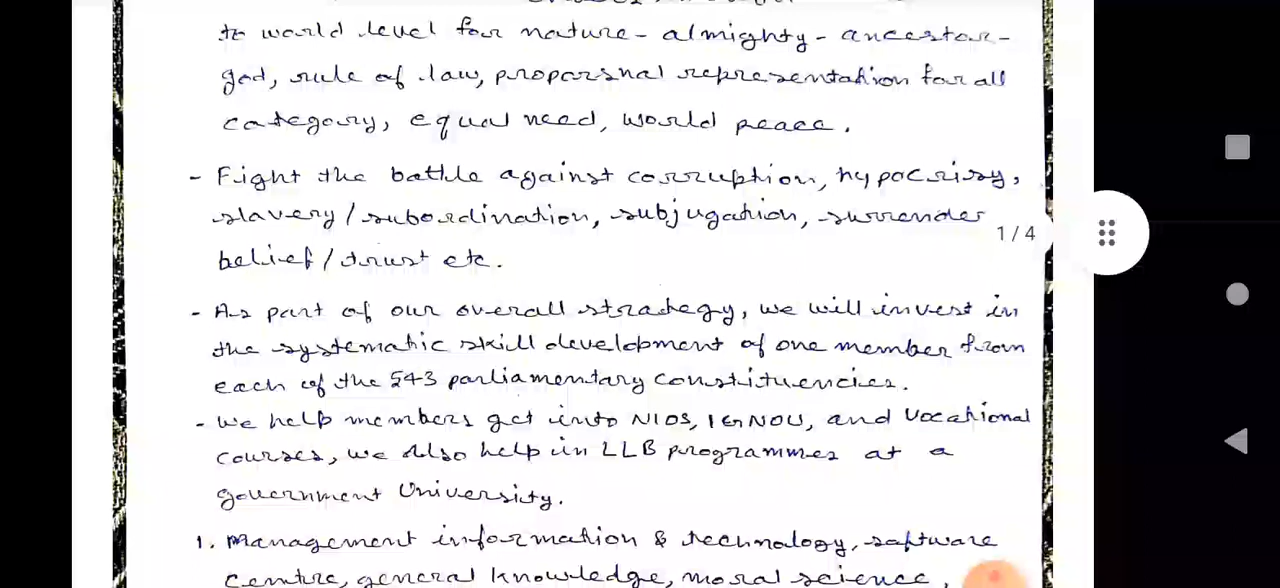 to world level for nature - almighty - ancestor -
god, rule of law, proparsnal representation for all
category, equal need, world peace.
- Fight the battle against corruption, hypocrisy,
slavery / subordination, subjugation, surrender
1 / 4
belief / trust etc.
- As part of our overall strategy, we will invest in
the systematic skill development of one member from
each of the 543 parliamentary constituencies.
- we help members get into NIOS, IGNOU, and vocational
courses, we also help in LLB programmes at a
government University.
1. Management information & technology, software
Centre, general knowledge, moral science,